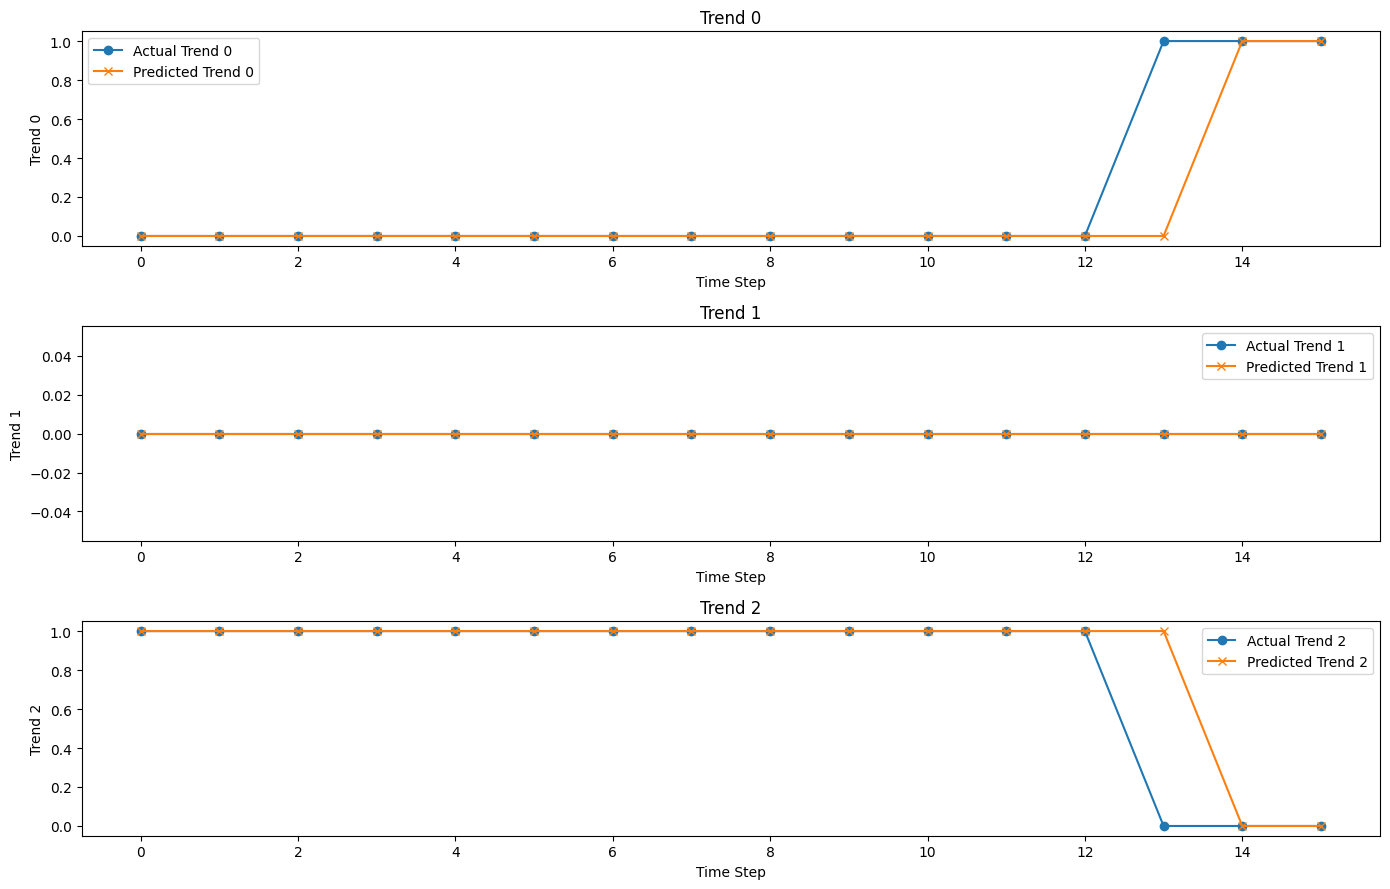 Trend 0
Actual Trend 0
Predicted Trend 0
Trend 0
1.0
0.8
0.6
0.4
0.2
0.0
0 2 4 6 8 10 12 14
Time Step
Trend 1
Actual Trend 1
Predicted Trend 1
Trend 1
0.04
0.02
0.00
−0.02
−0.04
0 2 4 6 8 10 12 14
Time Step
Trend 2
Actual Trend 2
Predicted Trend 2
Trend 2
1.0
0.8
0.6
0.4
0.2
0.0
0 2 4 6 8 10 12 14
Time Step